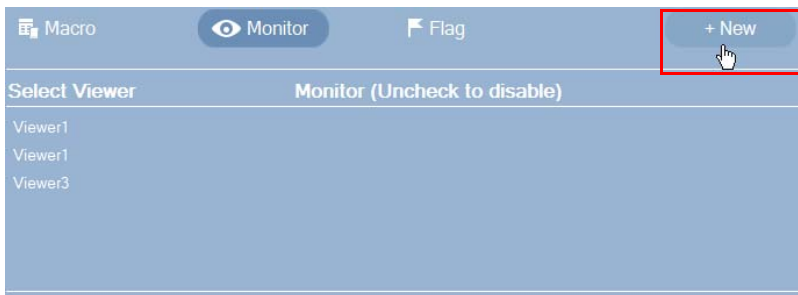 Macro Monitor Flag + New
Select Viewer Monitor (Uncheck to disable)
Viewer1
Viewer1
Viewer3